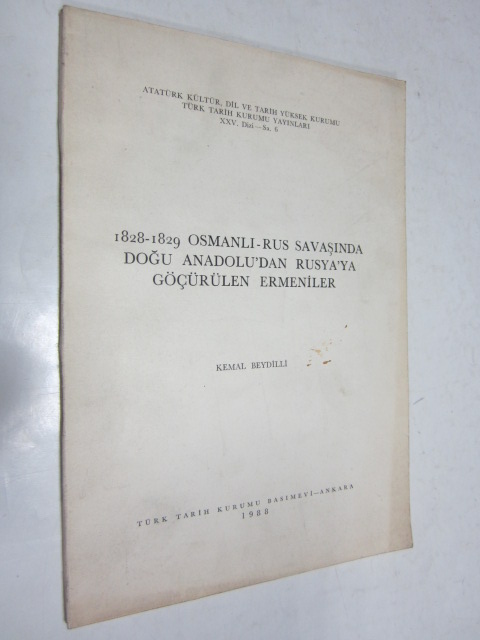 ATATÜRK KÜLTÜR, DİL VE TARİH YÜKSEK KURUMU
TÜRK TARİH KURUMU YAYINLARI
XXV. Dizi—Sa. 6
1828-1829 OSMANLI-RUS SAVAŞINDA
DOĞU ANADOLU'DAN RUSYA'YA
GÖÇÜRÜLEN ERMENİLER
KEMAL BEYDİLLİ
TÜRK TARİH KURUMU BASIMEVİ—ANKARA
1988